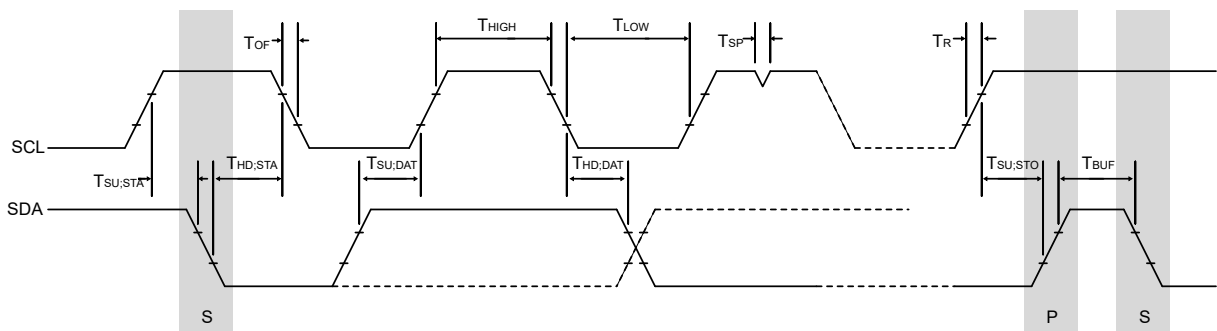 THIGH
TLOW
TOF
TSP
TR
SCL
THD;STA
TSU;DAT
THD;DAT
TSU;STO
TBUF
TSU;STA
SDA
S
P
S